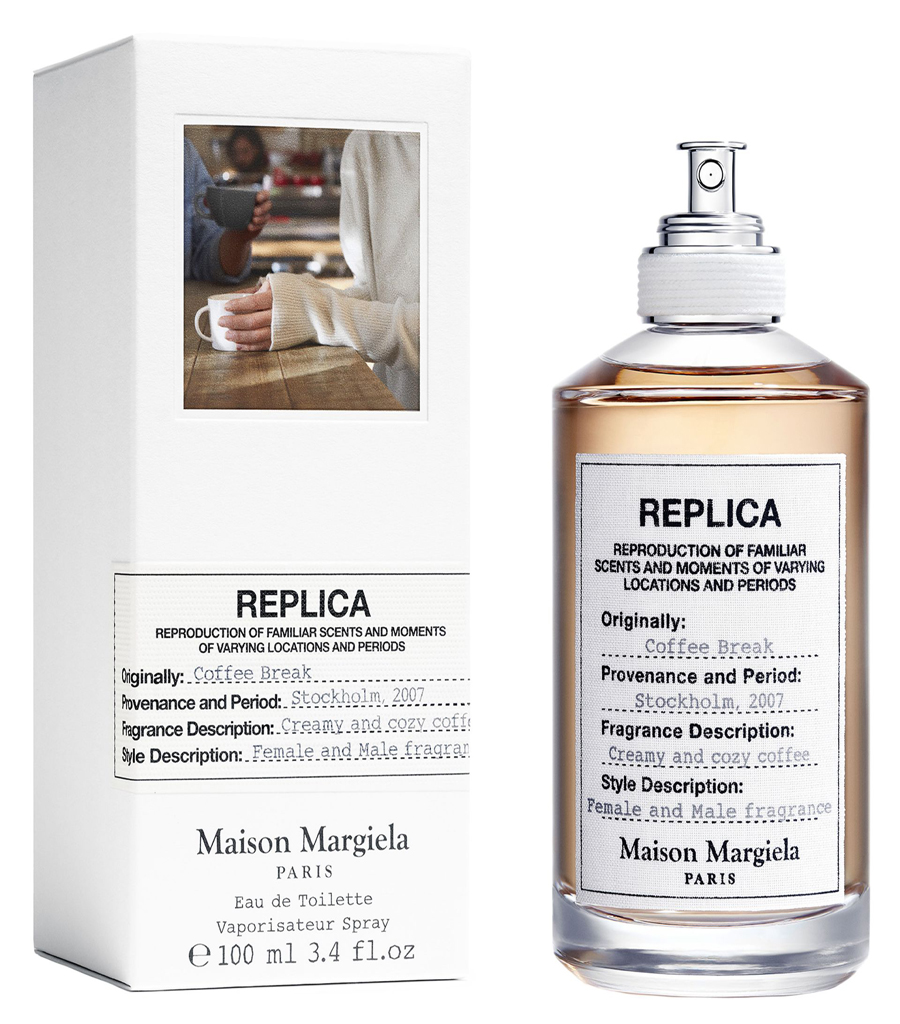 REPLICA
REPRODUCTION OF FAMILIAR SCENTS AND MOMENTS
OF VARYING LOCATIONS AND PERIODS
Originally: Coffee Break
Provenance and Period: Stockholm, 2007
Fragrance Description: Creamy and cozy coffe
Style Description: Female and Male fragran
Maison Margiela
PARIS
Eau de Toilette
Vaporisateur Spray
℮ 100 ml 3.4 fl.oz
REPLICA
REPRODUCTION OF FAMILIAR
SCENTS AND MOMENTS OF VARYING
LOCATIONS AND PERIODS
Originally:
Coffee Break
Provenance and Period:
Stockholm, 2007
Fragrance Description:
Creamy and cozy coffee
Style Description:
Female and Male fragrance
Maison Margiela
PARIS